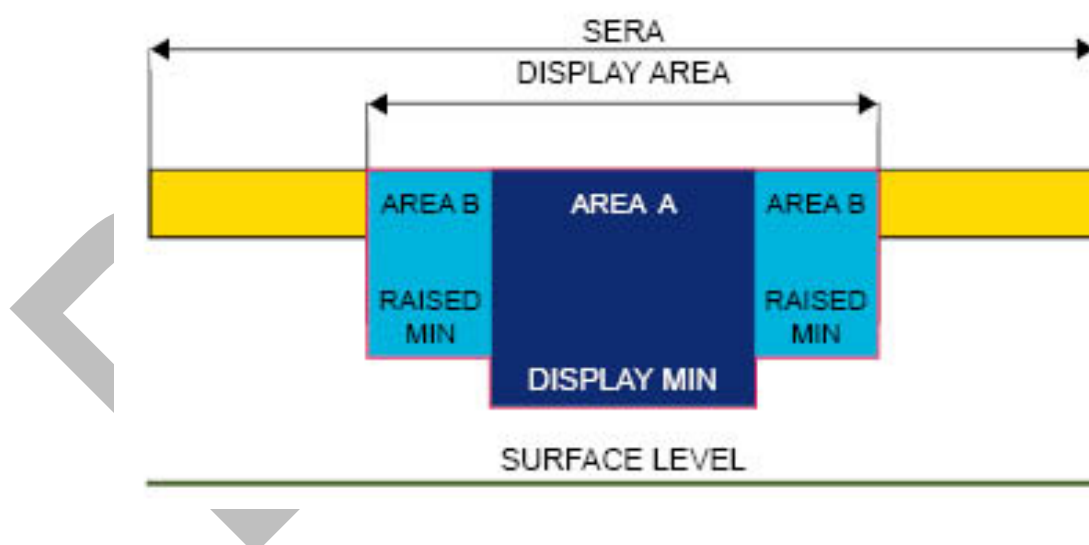 SERA
DISPLAY AREA
AREA B
AREA A
AREA B
RAISED
MIN
RAISED
MIN
DISPLAY MIN
SURFACE LEVEL